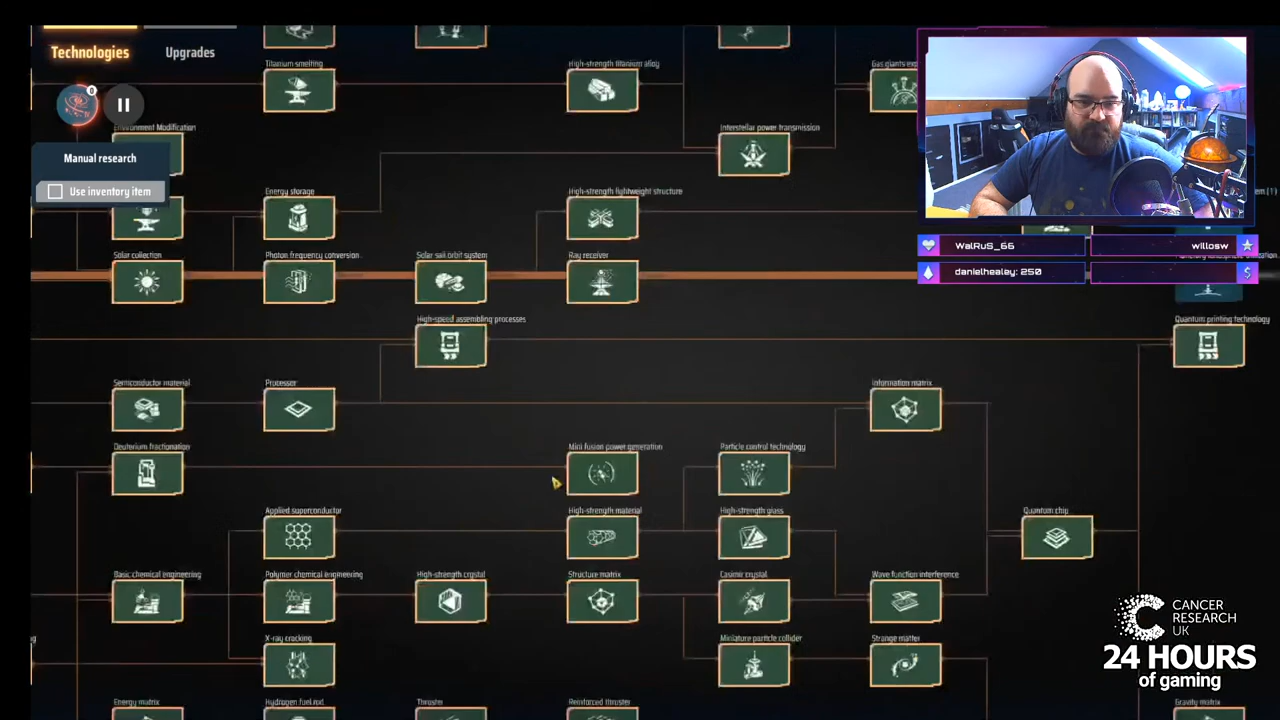 Technologies
Upgrades
Titanium smelting
High-strength titanium alloy
Gas giants
0
Environment Modification
Interstellar power transmission
Manual research
Use inventory item
Energy storage
High-strength lightweight structure
Solar collection
Photon frequency conversion
Solar sail orbit system
Ray receiver
WalRuS_66
willosw
danielhealey: 250
High-speed assembling processes
Quantum printing technology
Semiconductor material
Processor
Information matrix
Deuterium fractionation
Mini fusion power generation
Particle control technology
Applied superconductor
High-strength material
High-strength glass
Quantum chip
Basic chemical engineering
Polymer chemical engineering
High-strength crystal
Structure matrix
Casimir crystal
Wave function interference
X-ray cracking
Miniature particle collider
Strange matter
CANCER
RESEARCH
UK
24 HOURS
of gaming
Energy matrix
Hydrogen fuel rod
Thruster
Reinforced thruster
Gravity matrix